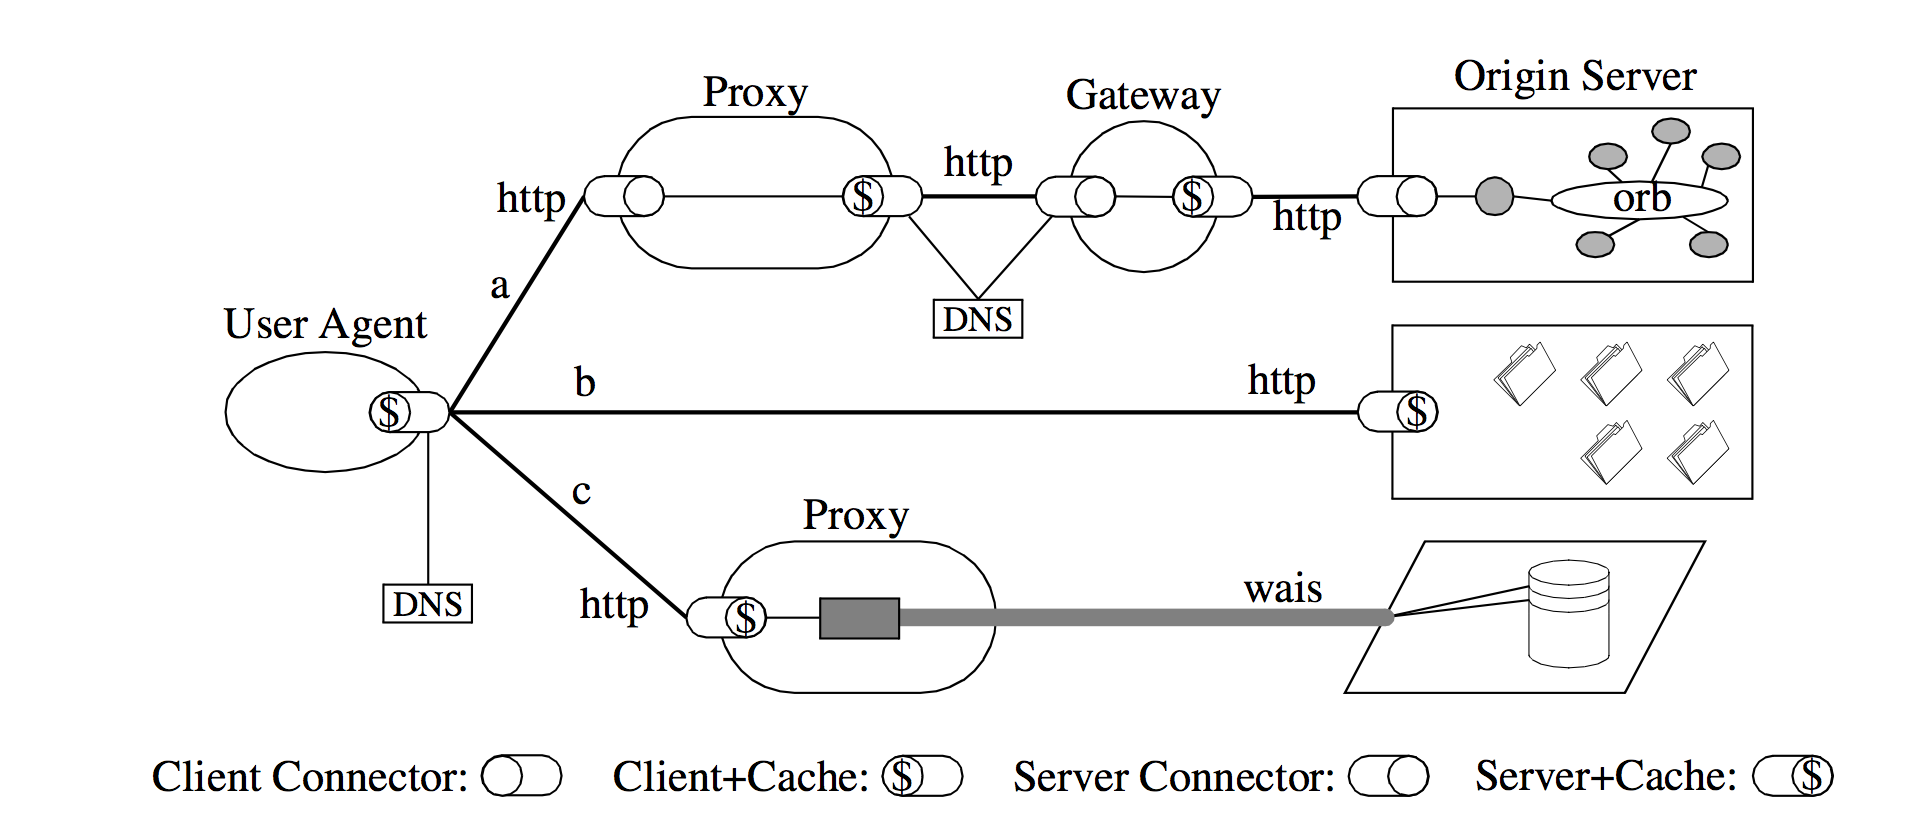 Proxy
Gateway
Origin Server
http
$
http
$
http
orb
a
DNS
User Agent
$
b
http
$
c
Proxy
DNS
http
$
wais
Client Connector:
Client+Cache: $
Server Connector:
Server+Cache: $